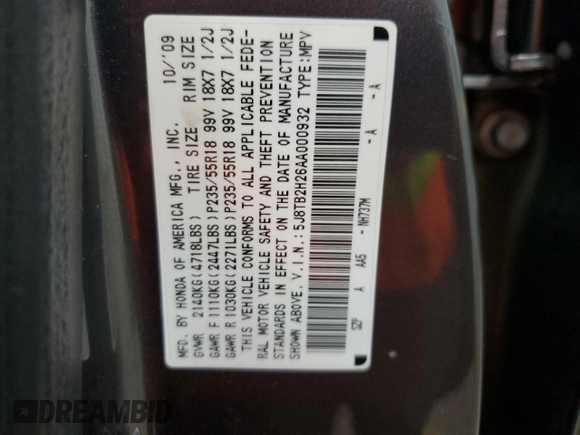 MFD. BY HONDA OF AMERICA MFG., INC. 10/'09
GVWR 2140KG(4718LBS) TIRE SIZE RIM SIZE
GAWR F 1110KG(2447LBS)P235/55R18 99V 18X7 1/2J
GAWR R 1030KG(2271LBS)P235/55R18 99V 18X7 1/2J
THIS VEHICLE CONFORMS TO ALL APPLICABLE FEDE-
RAL MOTOR VEHICLE SAFETY AND THEFT PREVENTION
STANDARDS IN EFFECT ON THE DATE OF MANUFACTURE
SHOWN ABOVE. V.I.N.:5J8TB2H26AA000932 TYPE:MPV
SZP A AA5 - NH737M - A - A
DREAMBID